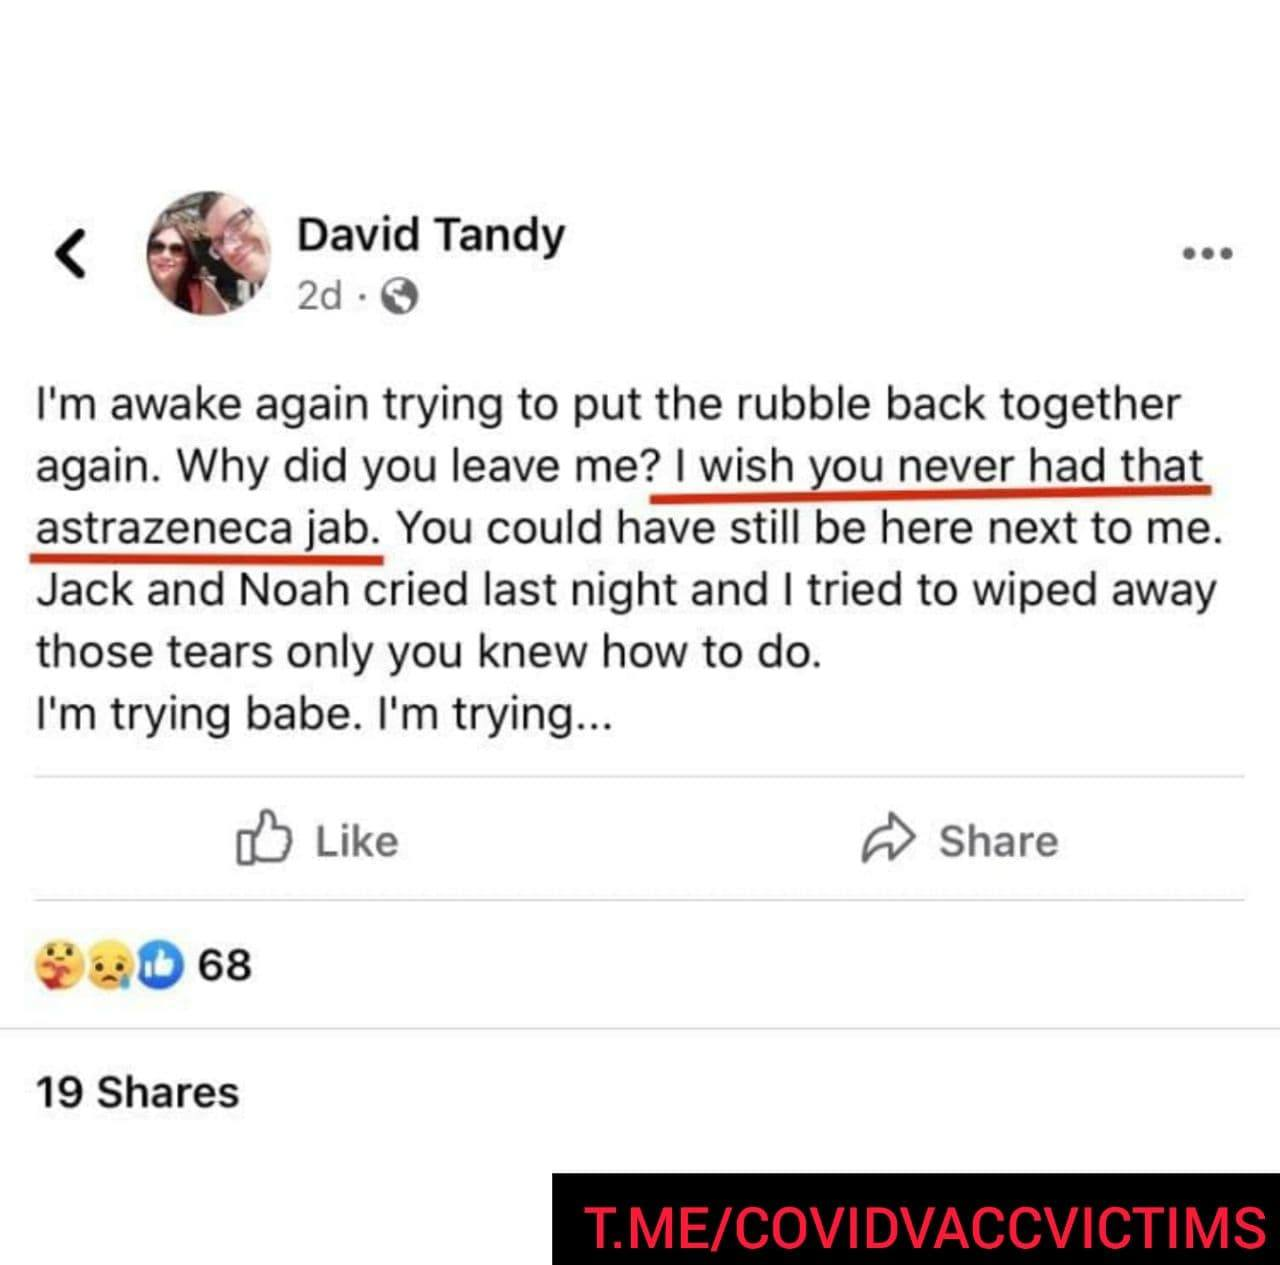 David Tandy
2d ·
I'm awake again trying to put the rubble back together
again. Why did you leave me? I wish you never had that
astrazeneca jab. You could have still be here next to me.
Jack and Noah cried last night and I tried to wiped away
those tears only you knew how to do.
I'm trying babe. I'm trying...
Like
Share
68
19 Shares
T.ME/COVIDVACCVICTIMS